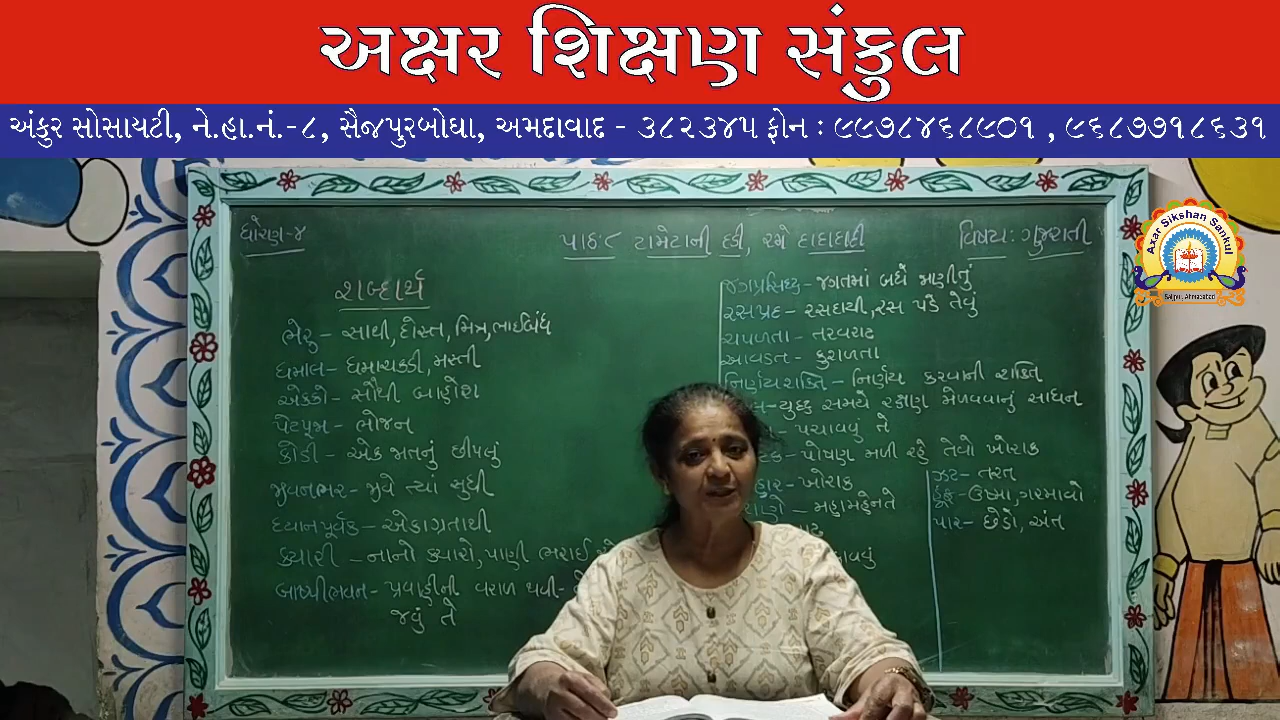 અક્ષર શિક્ષણ સંકુલ
અંકુર સોસાયટી, ને.હા.નં.-૮, સૈજપુરબોઘા, અમદાવાદ - ૩૮૨૩૪૫ ફોન : ૯૯૭૮૪૬૮૯૦૧ , ૯૬૮૭૭૧૮૬૩૧
ધોરણ-૪
પાઠ:૮ ટામેટાની દડી, રમે દાદાદાદી
વિષય: ગુજરાતી
Axar Sikshan Sankul
Saijpur, Ahmedabad
શબ્દાર્થ
ભેરુ - સાથી, દોસ્ત, મિત્ર, ભાઈબંધ
ધમાલ - ધમાચકડી, મસ્તી
એક્કો - સૌથી બાહોશ
પેટપૂજા - ભોજન
કોડી - એક જાતનું છીપલું
જીવનભર - જીવે ત્યાં સુધી
ધ્યાનપૂર્વક - એકાગ્રતાથી
ક્યારી - નાનો ક્યારો, પાણી ભરાઈ
બાષ્પીભવન - પ્રવાહીની વરાળ થવી -
જવું તે
જગપ્રસિદ્ધ - જગતમાં બધે જાણીતું
રસપ્રદ - રસદાયી, રસ પડે તેવું
ચપળતા - તરવરાટ
આવડત - કુશળતા
નિર્ણયશક્તિ - નિર્ણય કરવાની શક્તિ
- યુદ્ધ સમયે રક્ષણ મેળવવાનું સાધન
- પચાવવું તે
- પોષણ મળી રહે તેવો ખોરાક
- ખોરાક
- મહામહેનતે
ઝટ - તરત
હૂંફ - ઉષ્મા, ગરમાવો
પાર - છેડો, અંત